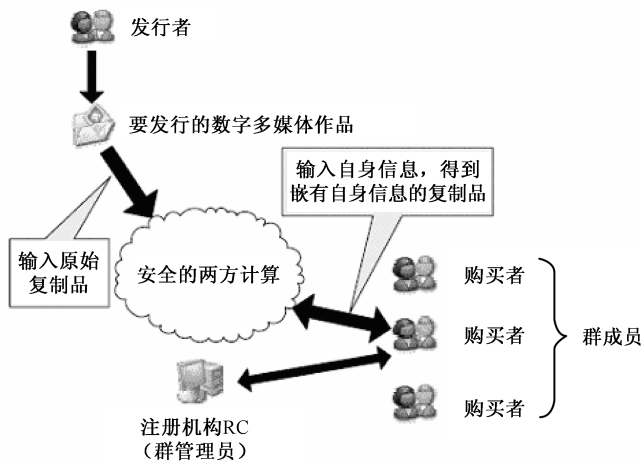 发行者
要发行的数字多媒体作品
输入自身信息，得到
嵌有自身信息的复制品
输入原始
复制品
安全的两方计算
购买者
购买者
购买者
群成员
注册机构RC
（群管理员）